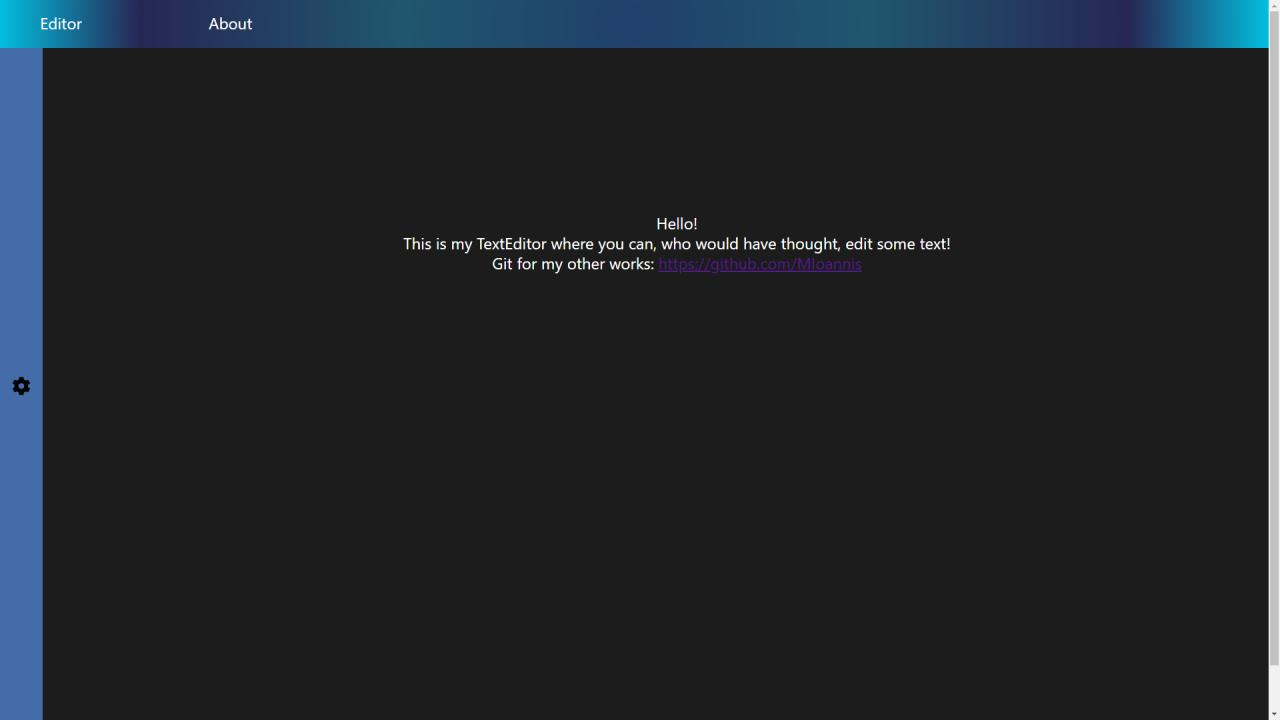 Editor
About
Hello!
This is my TextEditor where you can, who would have thought, edit some text!
Git for my other works: https://github.com/MIoannis